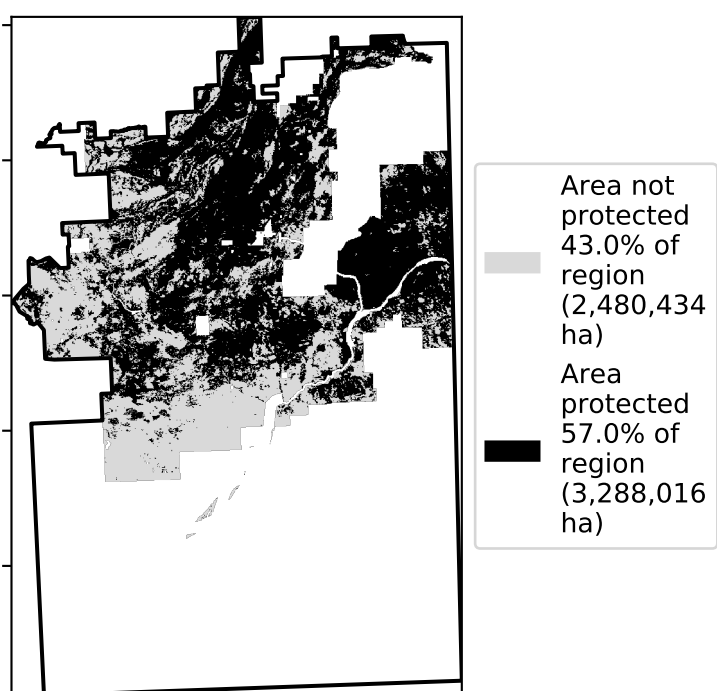 Area not
protected
43.0% of
region
(2,480,434
ha)
Area
protected
57.0% of
region
(3,288,016
ha)